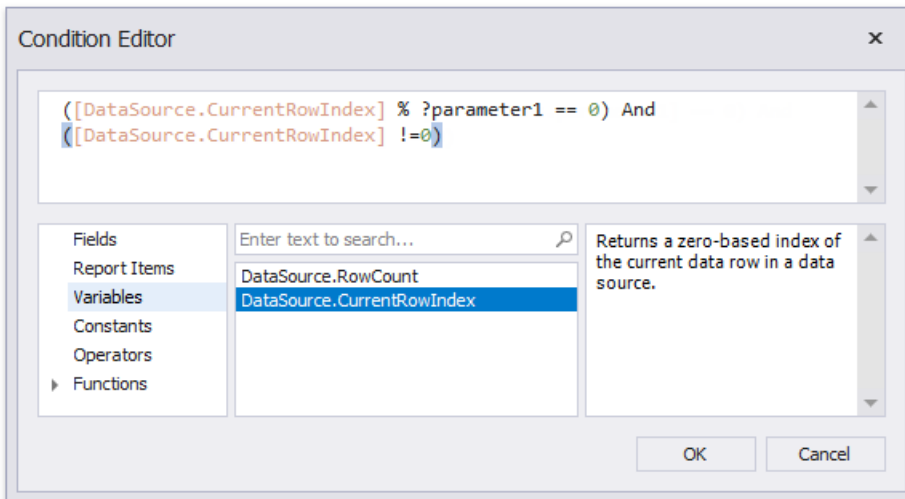 Condition Editor
([DataSource.CurrentRowIndex] % ?parameter1 == 0) And
([DataSource.CurrentRowIndex] !=0)
Fields
Report Items
Variables
Constants
Operators
Functions
Enter text to search...
DataSource.RowCount
DataSource.CurrentRowIndex
Returns a zero-based index of
the current data row in a data
source.
OK
Cancel